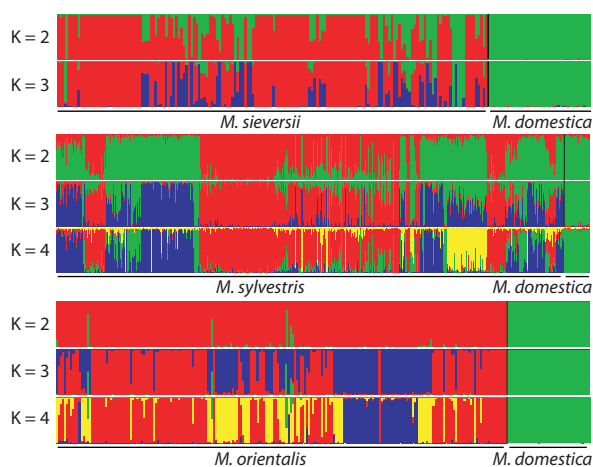 K = 2
K = 3
M. sieversii M. domestica
K = 2
K = 3
K = 4
M. sylvestris M. domestica
K = 2
K = 3
K = 4
M. orientalis M. domestica